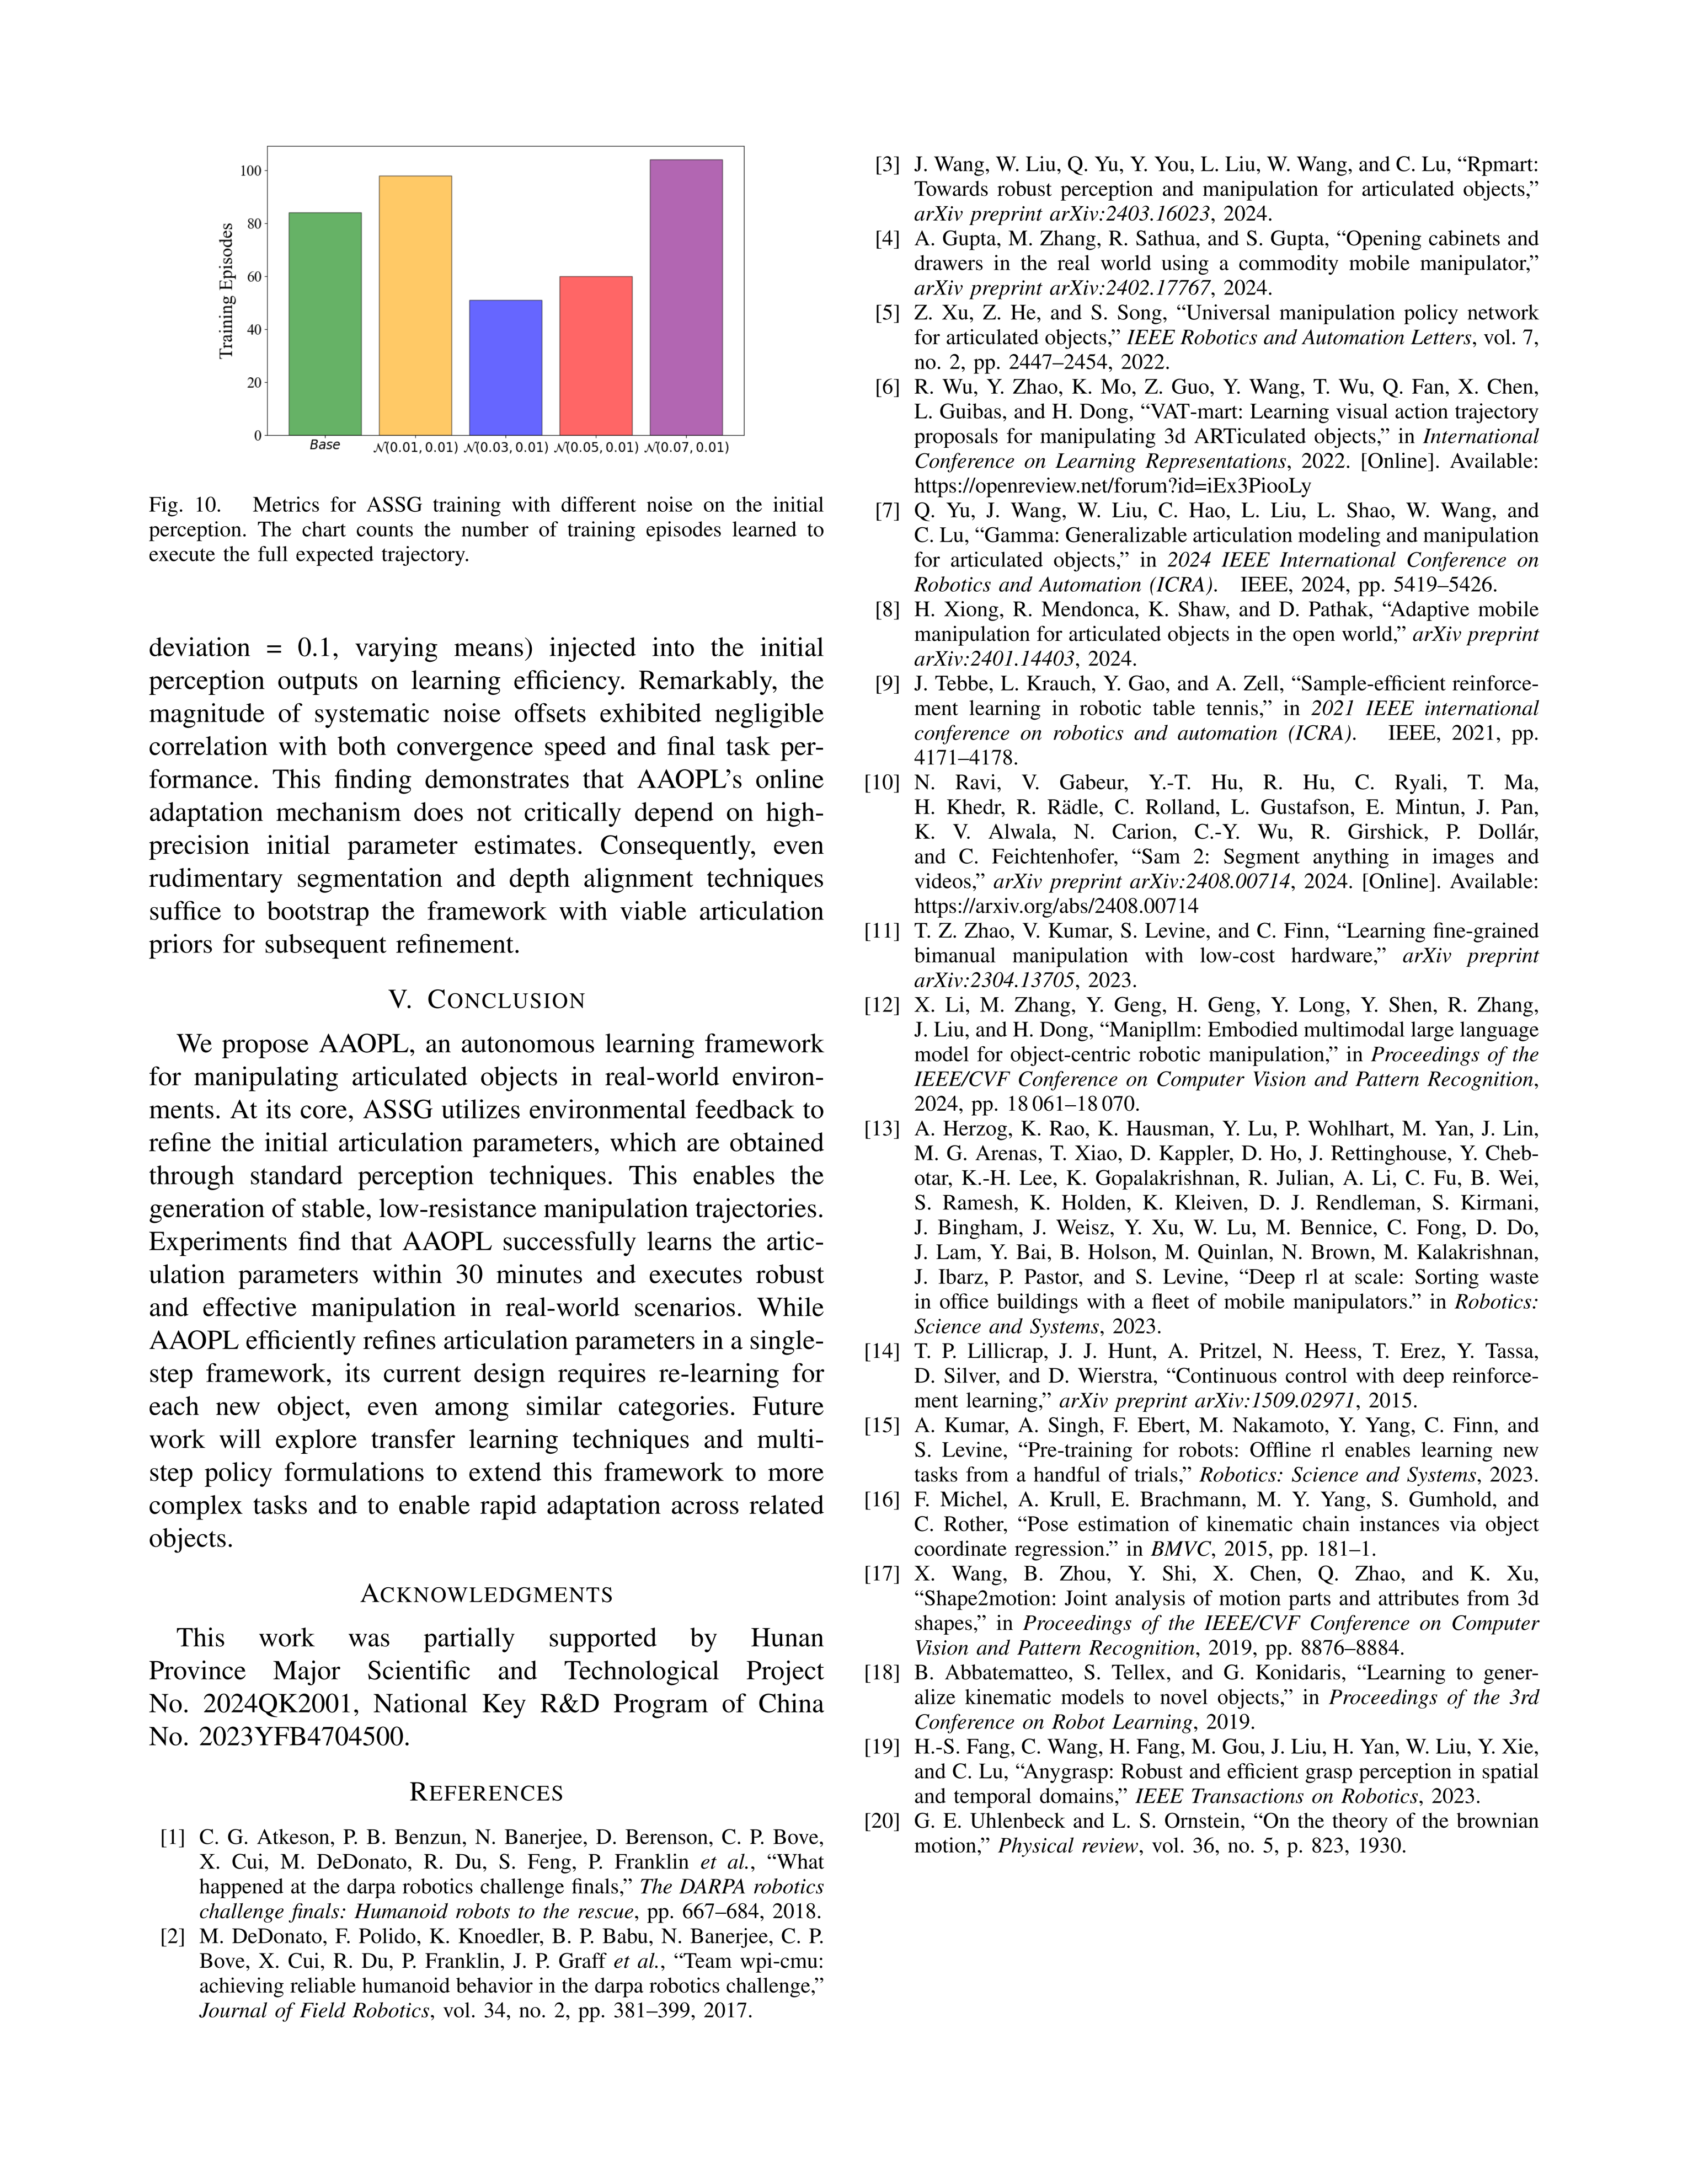 100
80
60
40
20
0
Training Episodes
Base
𝒩(0.01, 0.01)
𝒩(0.03, 0.01)
𝒩(0.05, 0.01)
𝒩(0.07, 0.01)
Fig. 10. Metrics for ASSG training with different noise on the initial
perception. The chart counts the number of training episodes learned to
execute the full expected trajectory.
deviation = 0.1, varying means) injected into the initial
perception outputs on learning efficiency. Remarkably, the
magnitude of systematic noise offsets exhibited negligible
correlation with both convergence speed and final task per-
formance. This finding demonstrates that AAOPL's online
adaptation mechanism does not critically depend on high-
precision initial parameter estimates. Consequently, even
rudimentary segmentation and depth alignment techniques
suffice to bootstrap the framework with viable articulation
priors for subsequent refinement.
V. CONCLUSION
We propose AAOPL, an autonomous learning framework
for manipulating articulated objects in real-world environ-
ments. At its core, ASSG utilizes environmental feedback to
refine the initial articulation parameters, which are obtained
through standard perception techniques. This enables the
generation of stable, low-resistance manipulation trajectories.
Experiments find that AAOPL successfully learns the artic-
ulation parameters within 30 minutes and executes robust
and effective manipulation in real-world scenarios. While
AAOPL efficiently refines articulation parameters in a single-
step framework, its current design requires re-learning for
each new object, even among similar categories. Future
work will explore transfer learning techniques and multi-
step policy formulations to extend this framework to more
complex tasks and to enable rapid adaptation across related
objects.
ACKNOWLEDGMENTS
This work was partially supported by Hunan
Province Major Scientific and Technological Project
No. 2024QK2001, National Key R&D Program of China
No. 2023YFB4704500.
REFERENCES
[1] C. G. Atkeson, P. B. Benzun, N. Banerjee, D. Berenson, C. P. Bove,
X. Cui, M. DeDonato, R. Du, S. Feng, P. Franklin et al., “What
happened at the darpa robotics challenge finals,” The DARPA robotics
challenge finals: Humanoid robots to the rescue, pp. 667–684, 2018.
[2] M. DeDonato, F. Polido, K. Knoedler, B. P. Babu, N. Banerjee, C. P.
Bove, X. Cui, R. Du, P. Franklin, J. P. Graff et al., “Team wpi-cmu:
achieving reliable humanoid behavior in the darpa robotics challenge,”
Journal of Field Robotics, vol. 34, no. 2, pp. 381–399, 2017.
[3] J. Wang, W. Liu, Q. Yu, Y. You, L. Liu, W. Wang, and C. Lu, “Rpmart:
Towards robust perception and manipulation for articulated objects,”
arXiv preprint arXiv:2403.16023, 2024.
[4] A. Gupta, M. Zhang, R. Sathua, and S. Gupta, “Opening cabinets and
drawers in the real world using a commodity mobile manipulator,”
arXiv preprint arXiv:2402.17767, 2024.
[5] Z. Xu, Z. He, and S. Song, “Universal manipulation policy network
for articulated objects,” IEEE Robotics and Automation Letters, vol. 7,
no. 2, pp. 2447–2454, 2022.
[6] R. Wu, Y. Zhao, K. Mo, Z. Guo, Y. Wang, T. Wu, Q. Fan, X. Chen,
L. Guibas, and H. Dong, “VAT-mart: Learning visual action trajectory
proposals for manipulating 3d ARTiculated objects,” in International
Conference on Learning Representations, 2022. [Online]. Available:
https://openreview.net/forum?id=iEx3PiooLy
[7] Q. Yu, J. Wang, W. Liu, C. Hao, L. Liu, L. Shao, W. Wang, and
C. Lu, “Gamma: Generalizable articulation modeling and manipulation
for articulated objects,” in 2024 IEEE International Conference on
Robotics and Automation (ICRA). IEEE, 2024, pp. 5419–5426.
[8] H. Xiong, R. Mendonca, K. Shaw, and D. Pathak, “Adaptive mobile
manipulation for articulated objects in the open world,” arXiv preprint
arXiv:2401.14403, 2024.
[9] J. Tebbe, L. Krauch, Y. Gao, and A. Zell, “Sample-efficient reinforce-
ment learning in robotic table tennis,” in 2021 IEEE international
conference on robotics and automation (ICRA). IEEE, 2021, pp.
4171–4178.
[10] N. Ravi, V. Gabeur, Y.-T. Hu, R. Hu, C. Ryali, T. Ma,
H. Khedr, R. Rädle, C. Rolland, L. Gustafson, E. Mintun, J. Pan,
K. V. Alwala, N. Carion, C.-Y. Wu, R. Girshick, P. Dollár,
and C. Feichtenhofer, “Sam 2: Segment anything in images and
videos,” arXiv preprint arXiv:2408.00714, 2024. [Online]. Available:
https://arxiv.org/abs/2408.00714
[11] T. Z. Zhao, V. Kumar, S. Levine, and C. Finn, “Learning fine-grained
bimanual manipulation with low-cost hardware,” arXiv preprint
arXiv:2304.13705, 2023.
[12] X. Li, M. Zhang, Y. Geng, H. Geng, Y. Long, Y. Shen, R. Zhang,
J. Liu, and H. Dong, “Manipllm: Embodied multimodal large language
model for object-centric robotic manipulation,” in Proceedings of the
IEEE/CVF Conference on Computer Vision and Pattern Recognition,
2024, pp. 18 061–18 070.
[13] A. Herzog, K. Rao, K. Hausman, Y. Lu, P. Wohlhart, M. Yan, J. Lin,
M. G. Arenas, T. Xiao, D. Kappler, D. Ho, J. Rettinghouse, Y. Cheb-
otar, K.-H. Lee, K. Gopalakrishnan, R. Julian, A. Li, C. Fu, B. Wei,
S. Ramesh, K. Holden, K. Kleiven, D. J. Rendleman, S. Kirmani,
J. Bingham, J. Weisz, Y. Xu, W. Lu, M. Bennice, C. Fong, D. Do,
J. Lam, Y. Bai, B. Holson, M. Quinlan, N. Brown, M. Kalakrishnan,
J. Ibarz, P. Pastor, and S. Levine, “Deep rl at scale: Sorting waste
in office buildings with a fleet of mobile manipulators.” in Robotics:
Science and Systems, 2023.
[14] T. P. Lillicrap, J. J. Hunt, A. Pritzel, N. Heess, T. Erez, Y. Tassa,
D. Silver, and D. Wierstra, “Continuous control with deep reinforce-
ment learning,” arXiv preprint arXiv:1509.02971, 2015.
[15] A. Kumar, A. Singh, F. Ebert, M. Nakamoto, Y. Yang, C. Finn, and
S. Levine, “Pre-training for robots: Offline rl enables learning new
tasks from a handful of trials,” Robotics: Science and Systems, 2023.
[16] F. Michel, A. Krull, E. Brachmann, M. Y. Yang, S. Gumhold, and
C. Rother, “Pose estimation of kinematic chain instances via object
coordinate regression.” in BMVC, 2015, pp. 181–1.
[17] X. Wang, B. Zhou, Y. Shi, X. Chen, Q. Zhao, and K. Xu,
“Shape2motion: Joint analysis of motion parts and attributes from 3d
shapes,” in Proceedings of the IEEE/CVF Conference on Computer
Vision and Pattern Recognition, 2019, pp. 8876–8884.
[18] B. Abbatematteo, S. Tellex, and G. Konidaris, “Learning to gener-
alize kinematic models to novel objects,” in Proceedings of the 3rd
Conference on Robot Learning, 2019.
[19] H.-S. Fang, C. Wang, H. Fang, M. Gou, J. Liu, H. Yan, W. Liu, Y. Xie,
and C. Lu, “Anygrasp: Robust and efficient grasp perception in spatial
and temporal domains,” IEEE Transactions on Robotics, 2023.
[20] G. E. Uhlenbeck and L. S. Ornstein, “On the theory of the brownian
motion,” Physical review, vol. 36, no. 5, p. 823, 1930.